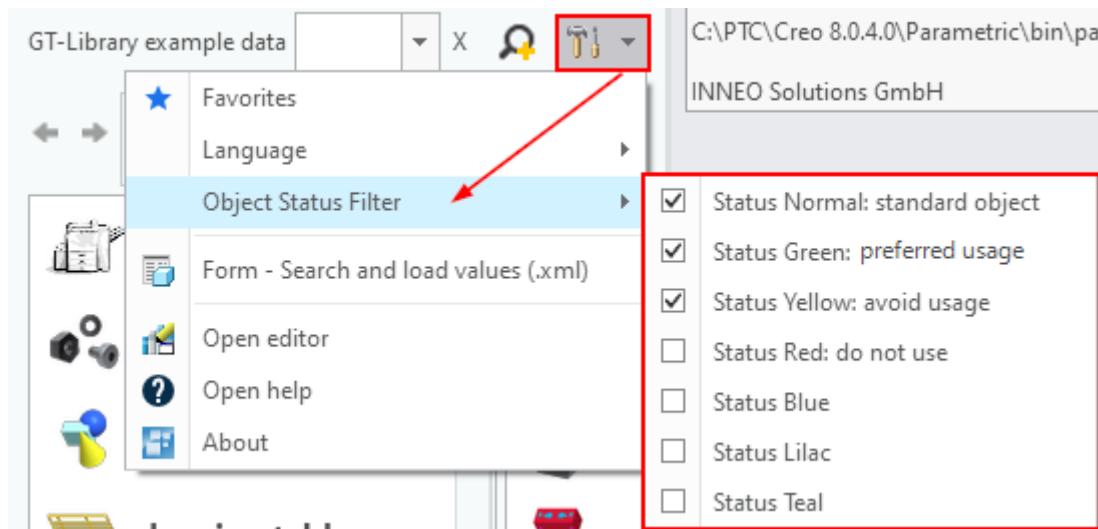 GT-Library example data
X
C:\PTC\Creo 8.0.4.0\Parametric\bin\pa
INNEO Solutions GmbH
Favorites
Language
Object Status Filter
Form - Search and load values (.xml)
Open editor
Open help
About
Status Normal: standard object
Status Green: preferred usage
Status Yellow: avoid usage
Status Red: do not use
Status Blue
Status Lilac
Status Teal